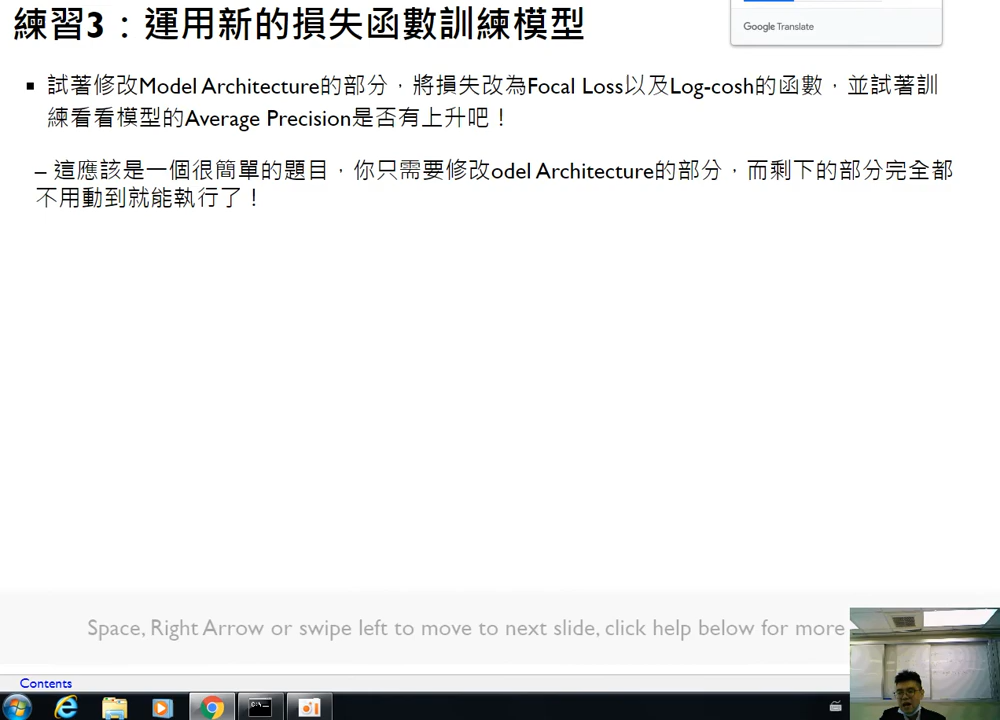 練習3：運用新的損失函數訓練模型
Google Translate
▪ 試著修改Model Architecture的部分，將損失改為Focal Loss以及Log-cosh的函數，並試著訓
練看看模型的Average Precision是否有上升吧！
– 這應該是一個很簡單的題目，你只需要修改odel Architecture的部分，而剩下的部分完全都
不用動到就能執行了！
Space, Right Arrow or swipe left to move to next slide, click help below for more
Contents